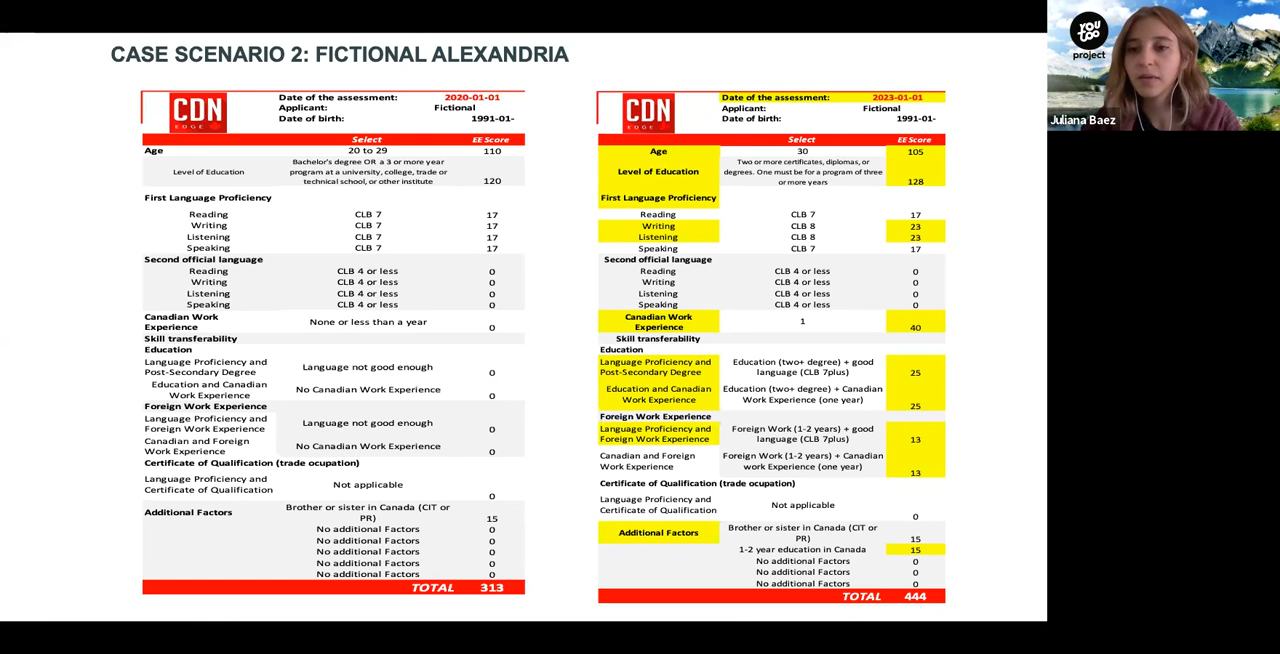 CASE SCENARIO 2: FICTIONAL ALEXANDRIA
CDN
EDGE
Date of the assessment: 2020-01-01
Applicant: Fictional
Date of birth: 1991-01-
Select EE Score
Age 20 to 29 110
Level of Education Bachelor's degree OR a 3 or more year program at a university, college, trade or technical school, or other institute 120
First Language Proficiency
Reading CLB 7 17
Writing CLB 7 17
Listening CLB 7 17
Speaking CLB 7 17
Second official language
Reading CLB 4 or less 0
Writing CLB 4 or less 0
Listening CLB 4 or less 0
Speaking CLB 4 or less 0
Canadian Work Experience None or less than a year 0
Skill transferability
Education
Language Proficiency and Post-Secondary Degree Language not good enough 0
Education and Canadian Work Experience No Canadian Work Experience 0
Foreign Work Experience
Language Proficiency and Foreign Work Experience Language not good enough 0
Canadian and Foreign Work Experience No Canadian Work Experience 0
Certificate of Qualification (trade ocupation)
Language Proficiency and Certificate of Qualification Not applicable 0
Additional Factors Brother or sister in Canada (CIT or PR) 15
No additional Factors 0
No additional Factors 0
No additional Factors 0
No additional Factors 0
No additional Factors 0
TOTAL 313
CDN
EDGE
Date of the assessment: 2023-01-01
Applicant: Fictional
Date of birth: 1991-01-
Select EE Score
Age 30 105
Level of Education Two or more certificates, diplomas, or degrees. One must be for a program of three or more years 128
First Language Proficiency
Reading CLB 7 17
Writing CLB 8 23
Listening CLB 8 23
Speaking CLB 7 17
Second official language
Reading CLB 4 or less 0
Writing CLB 4 or less 0
Listening CLB 4 or less 0
Speaking CLB 4 or less 0
Canadian Work Experience 1 40
Skill transferability
Education
Language Proficiency and Post-Secondary Degree Education (two+ degree) + good language (CLB 7plus) 25
Education and Canadian Work Experience Education (two+ degree) + Canadian Work Experience (one year) 25
Foreign Work Experience
Language Proficiency and Foreign Work Experience Foreign Work (1-2 years) + good language (CLB 7plus) 13
Canadian and Foreign Work Experience Foreign Work (1-2 years) + Canadian work Experience (one year) 13
Certificate of Qualification (trade ocupation)
Language Proficiency and Certificate of Qualification Not applicable 0
Additional Factors Brother or sister in Canada (CIT or PR) 15
1-2 year education in Canada 15
No additional Factors 0
No additional Factors 0
No additional Factors 0
TOTAL 444
you
too
project
Juliana Baez